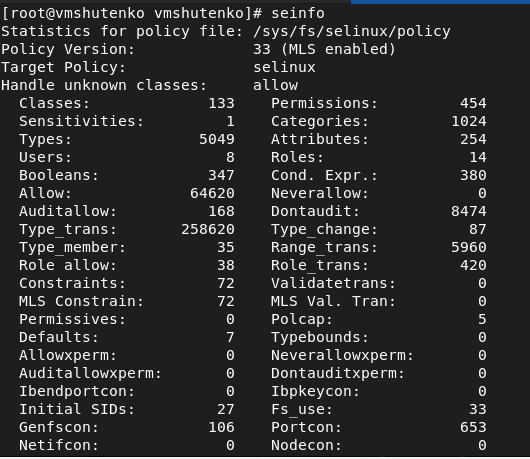 [root@vmshutenko vmshutenko]# seinfo
Statistics for policy file: /sys/fs/selinux/policy
Policy Version:             33 (MLS enabled)
Target Policy:              selinux
Handle unknown classes:     allow
  Classes:             133    Permissions:         454
  Sensitivities:         1    Categories:         1024
  Types:              5049    Attributes:          254
  Users:                 8    Roles:                14
  Booleans:            347    Cond. Expr.:         380
  Allow:             64620    Neverallow:            0
  Auditallow:          168    Dontaudit:          8474
  Type_trans:       258620    Type_change:          87
  Type_member:          35    Range_trans:        5960
  Role allow:           38    Role_trans:          420
  Constraints:          72    Validatetrans:         0
  MLS Constrain:        72    MLS Val. Tran:         0
  Permissives:           0    Polcap:                5
  Defaults:              7    Typebounds:            0
  Allowxperm:            0    Neverallowxperm:       0
  Auditallowxperm:       0    Dontauditxperm:        0
  Ibendportcon:          0    Ibpkeycon:             0
  Initial SIDs:         27    Fs_use:               33
  Genfscon:            106    Portcon:             653
  Netifcon:              0    Nodecon:               0